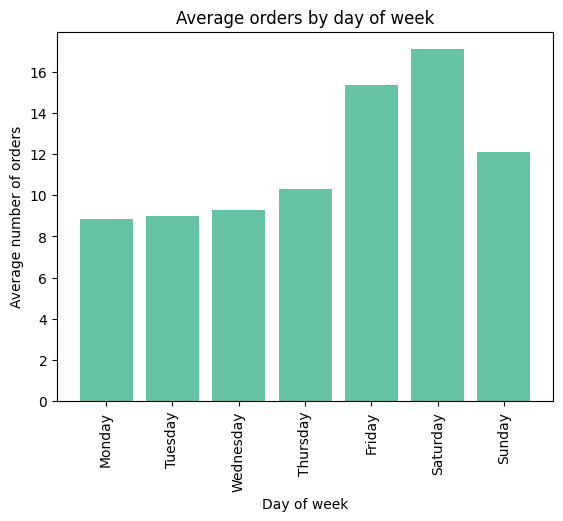 Average orders by day of week
Average number of orders
16
14
12
10
8
6
4
2
0
Monday
Tuesday
Wednesday
Thursday
Friday
Saturday
Sunday
Day of week